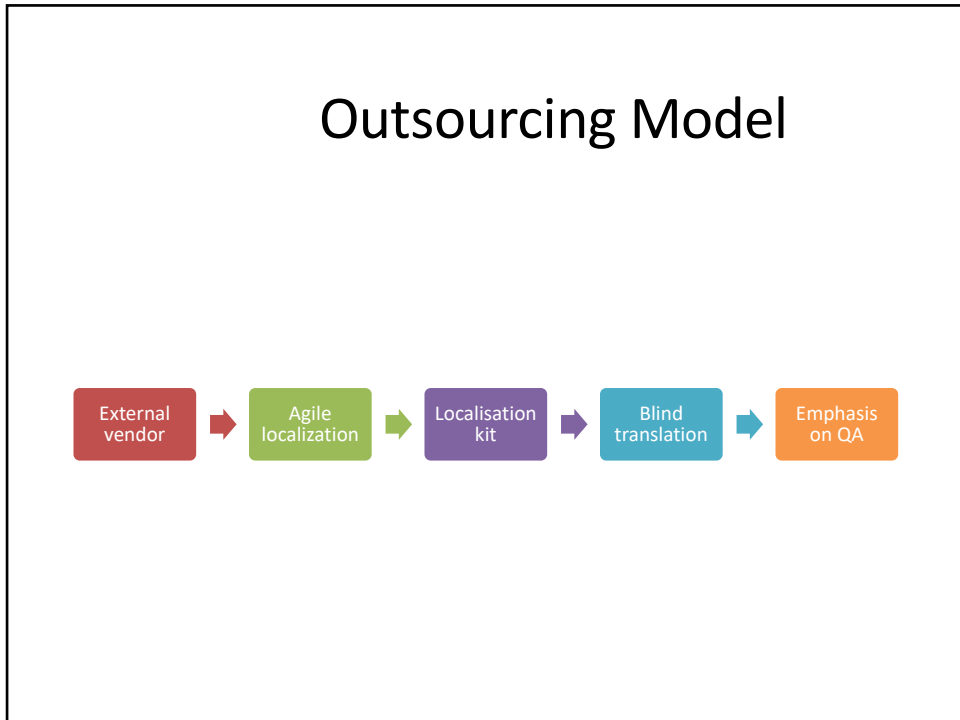 Outsourcing Model
External
vendor
Agile
localization
Localisation
kit
Blind
translation
Emphasis
on QA